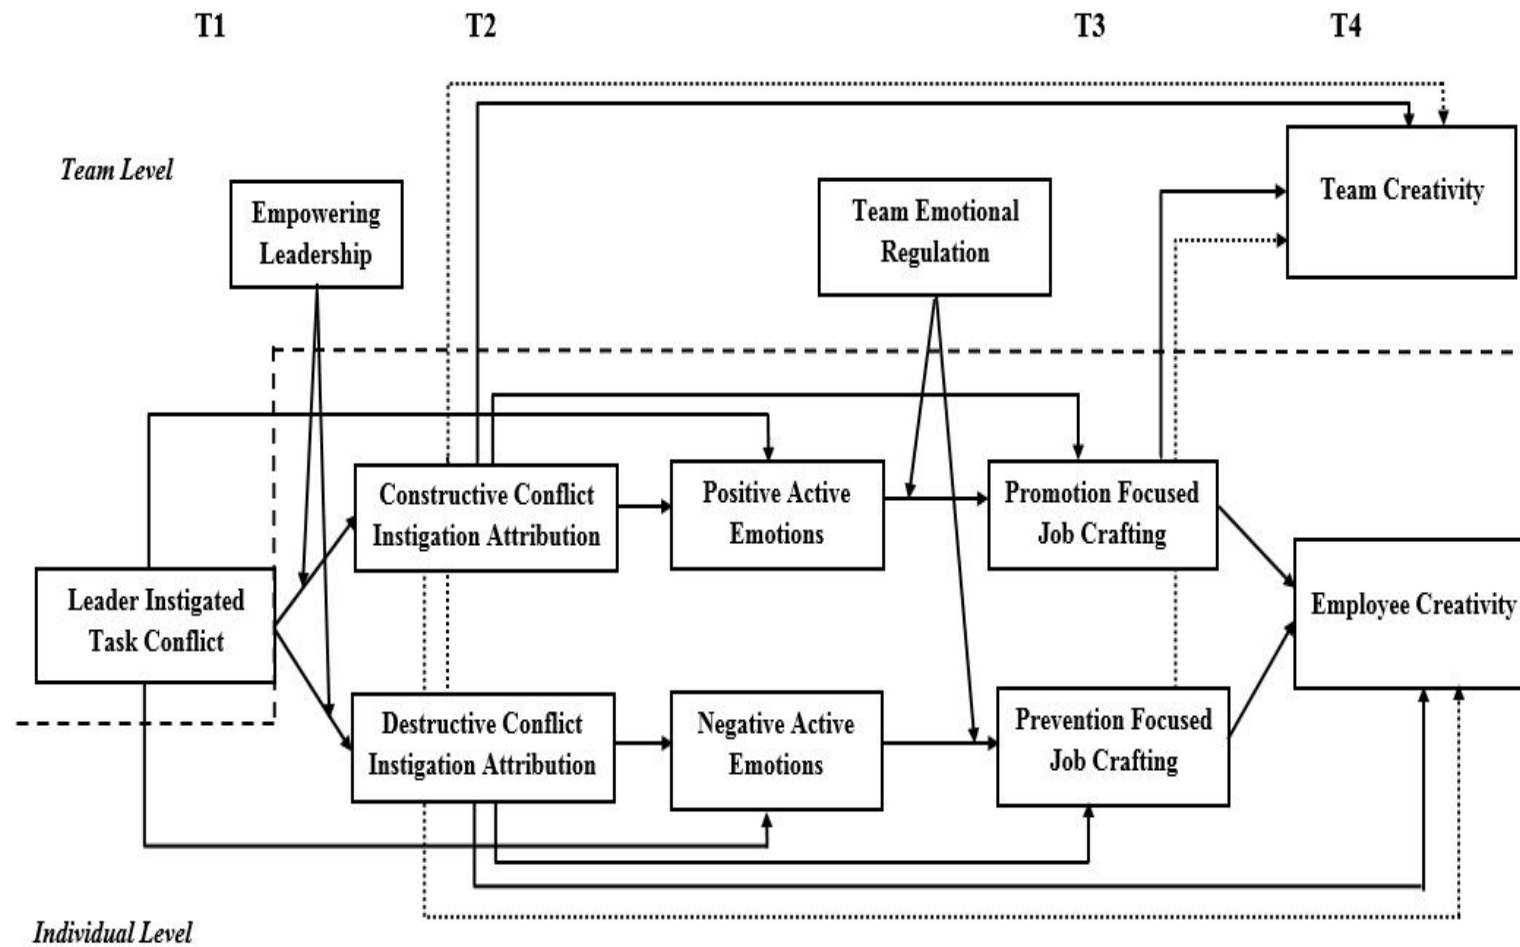 T1
T2
T3
T4
Team Level
Empowering
Leadership
Team Emotional
Regulation
Team Creativity
Constructive Conflict
Instigation Attribution
Positive Active
Emotions
Promotion Focused
Job Crafting
Leader Instigated
Task Conflict
Employee Creativity
Destructive Conflict
Instigation Attribution
Negative Active
Emotions
Prevention Focused
Job Crafting
Individual Level